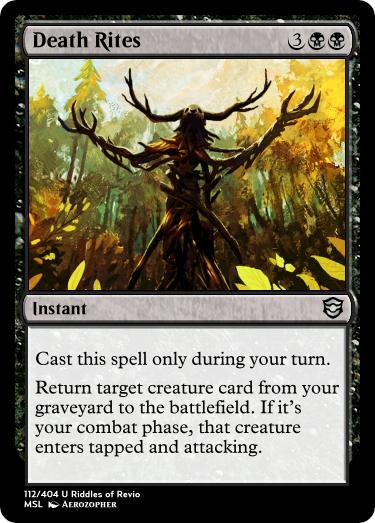 Death Rites 3
Instant
Cast this spell only during your turn.
Return target creature card from your
graveyard to the battlefield. If it's
your combat phase, that creature
enters tapped and attacking.
112/404 U Riddles of Revio
MSL Aerozopher